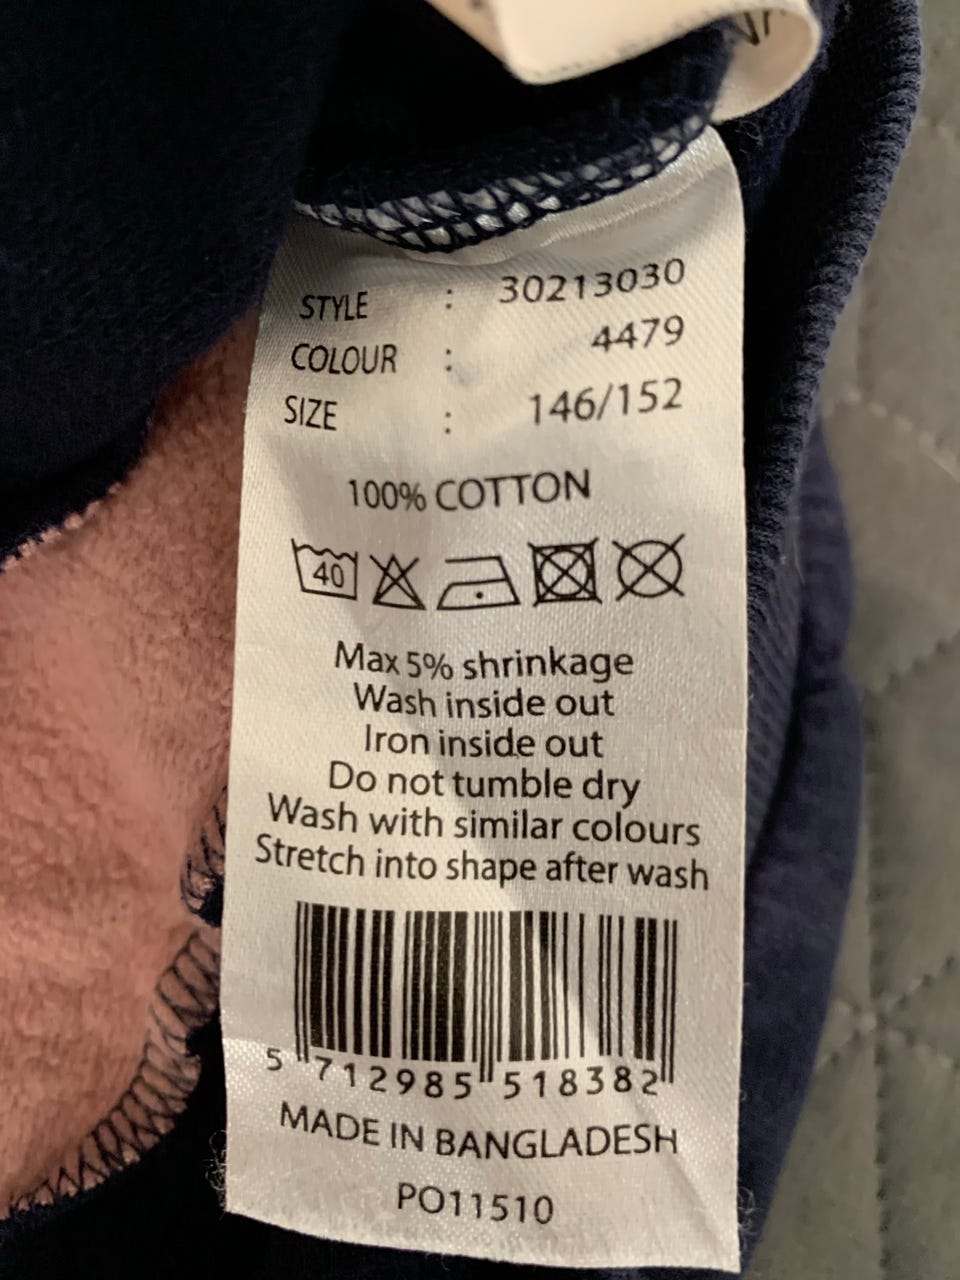 STYLE : 30213030
COLOUR : 4479
SIZE : 146/152
100% COTTON
40
Max 5% shrinkage
Wash inside out
Iron inside out
Do not tumble dry
Wash with similar colours
Stretch into shape after wash
5 712985 518382
MADE IN BANGLADESH
PO11510